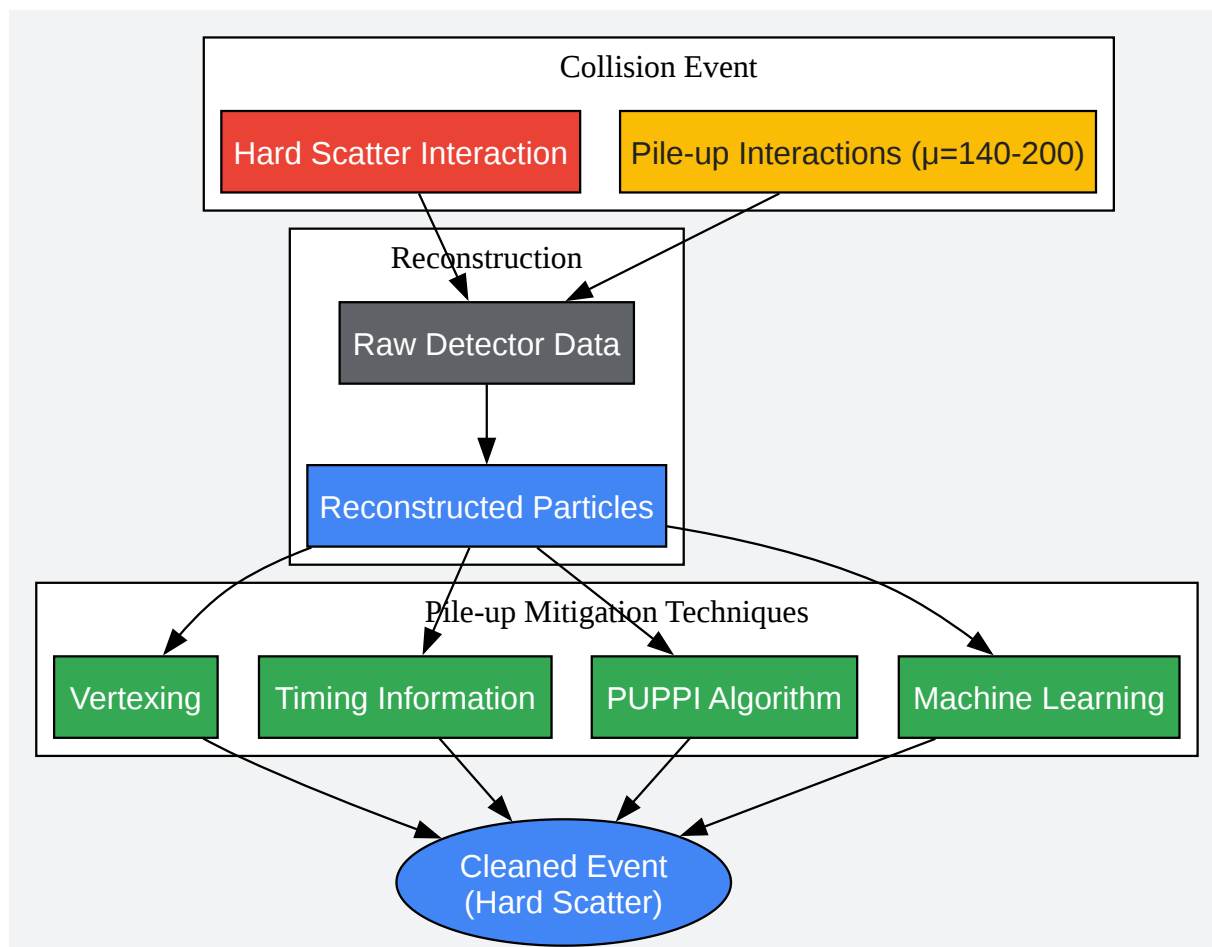 Collision Event
Hard Scatter Interaction
Pile-up Interactions (μ=140-200)
Reconstruction
Raw Detector Data
Reconstructed Particles
Pile-up Mitigation Techniques
Vertexing
Timing Information
PUPPI Algorithm
Machine Learning
Cleaned Event
(Hard Scatter)